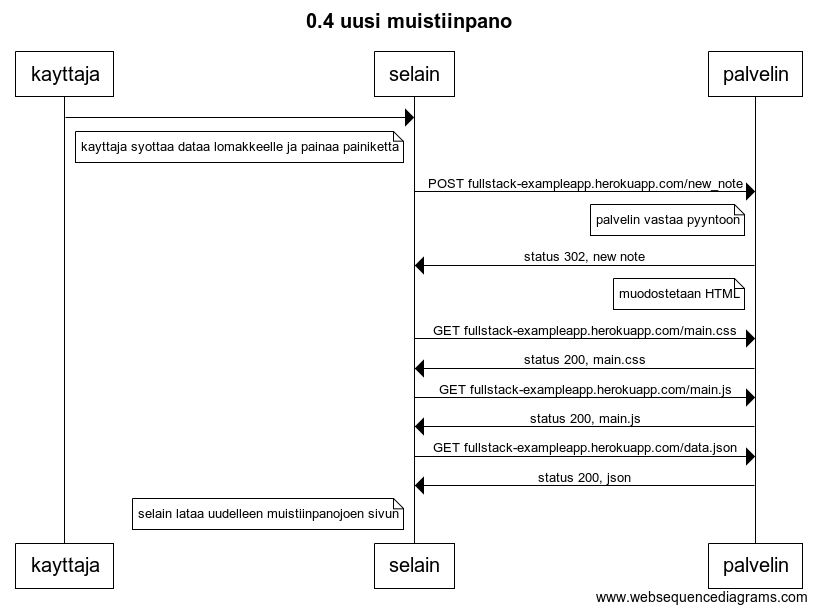 0.4 uusi muistiinpano
kayttaja
selain
palvelin
kayttaja syottaa dataa lomakkeelle ja painaa painiketta
POST fullstack-exampleapp.herokuapp.com/new_note
palvelin vastaa pyyntoon
status 302, new note
muodostetaan HTML
GET fullstack-exampleapp.herokuapp.com/main.css
status 200, main.css
GET fullstack-exampleapp.herokuapp.com/main.js
status 200, main.js
GET fullstack-exampleapp.herokuapp.com/data.json
status 200, json
selain lataa uudelleen muistiinpanojoen sivun
kayttaja
selain
palvelin
www.websequencediagrams.com